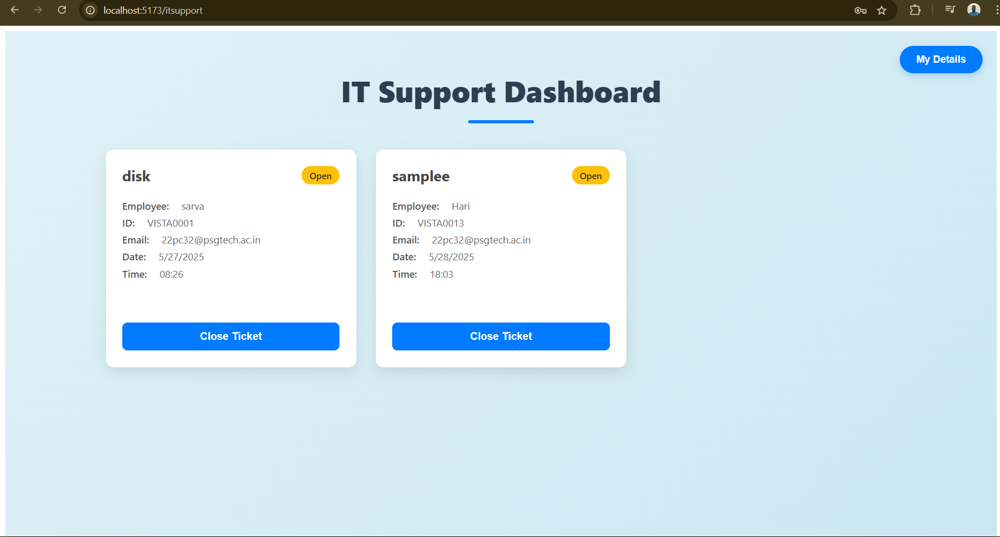 localhost:5173/itsupport
My Details
IT Support Dashboard
disk
Open
Employee: sarva
ID: VISTA0001
Email: 22pc32@psgtech.ac.in
Date: 5/27/2025
Time: 08:26
Close Ticket
samplee
Open
Employee: Hari
ID: VISTA0013
Email: 22pc32@psgtech.ac.in
Date: 5/28/2025
Time: 18:03
Close Ticket